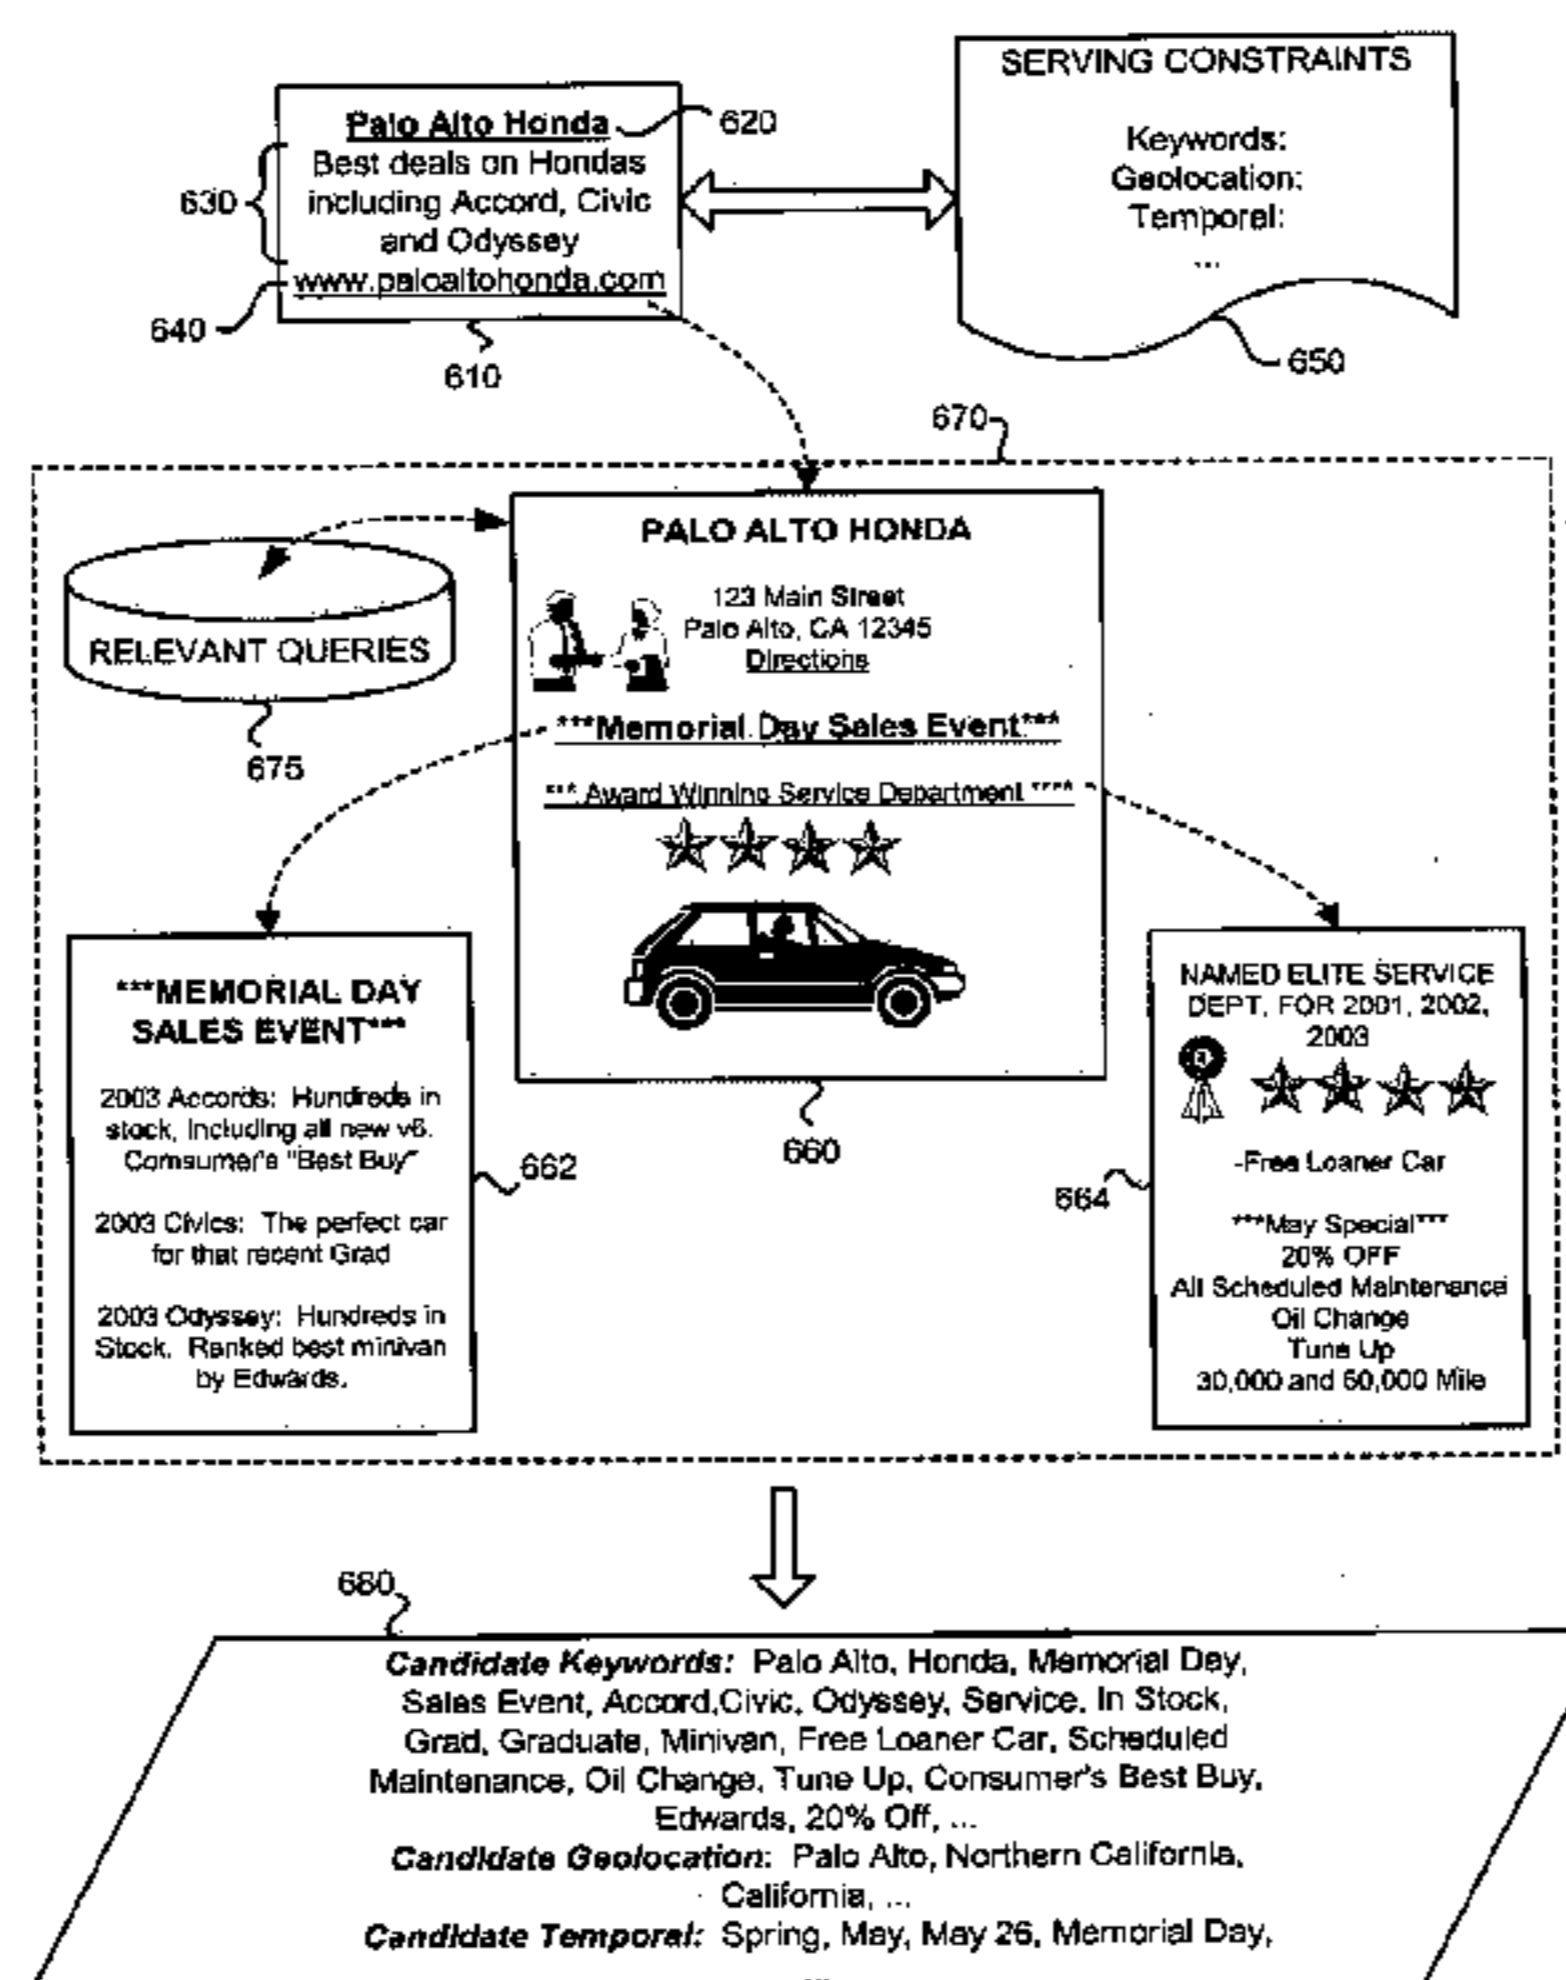 SERVING CONSTRAINTS
Keywords:
Geolocation:
Temporal:
...
Palo Alto Honda
620
Best deals on Hondas
including Accord, Civic
and Odyssey
630
www.paloaltohonda.com
640
610
650
670
PALO ALTO HONDA
123 Main Street
Palo Alto, CA 12345
Directions
RELEVANT QUERIES
675
***Memorial Day Sales Event***
*** Award Winning Service Department ****
660
***MEMORIAL DAY
SALES EVENT***
2003 Accords: Hundreds in
stock, Including all new v6.
Comsumer's "Best Buy"
2003 Civics: The perfect car
for that recent Grad
2003 Odyssey: Hundreds in
Stock. Ranked best minivan
by Edwards.
662
NAMED ELITE SERVICE
DEPT. FOR 2001, 2002,
2003
-Free Loaner Car
***May Special***
20% OFF
All Scheduled Maintenance
Oil Change
Tune Up
30,000 and 60,000 Mile
664
680
Candidate Keywords: Palo Alto, Honda, Memorial Day,
Sales Event, Accord,Civic, Odyssey, Service, In Stock,
Grad, Graduate, Minivan, Free Loaner Car, Scheduled
Maintenance, Oil Change, Tune Up, Consumer's Best Buy,
Edwards, 20% Off, ...
Candidate Geolocation: Palo Alto, Northern California,
California, ...
Candidate Temporal: Spring, May, May 26, Memorial Day,
...